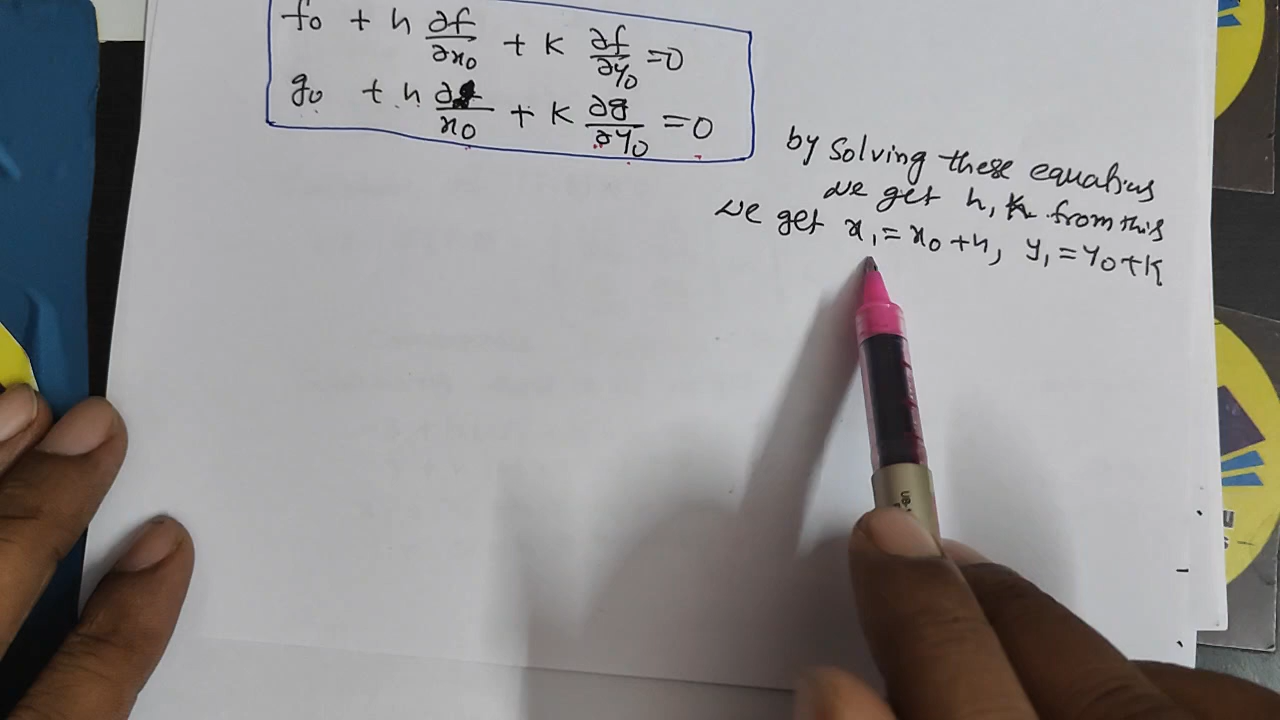 f₀ + h ∂f/∂x₀ + k ∂f/∂y₀ =0
g₀ + h ∂g/x₀ + k ∂g/∂y₀ =0
by solving these equations
we get h, k from this
we get x₁ = x₀ + h, y₁ = y₀ + k